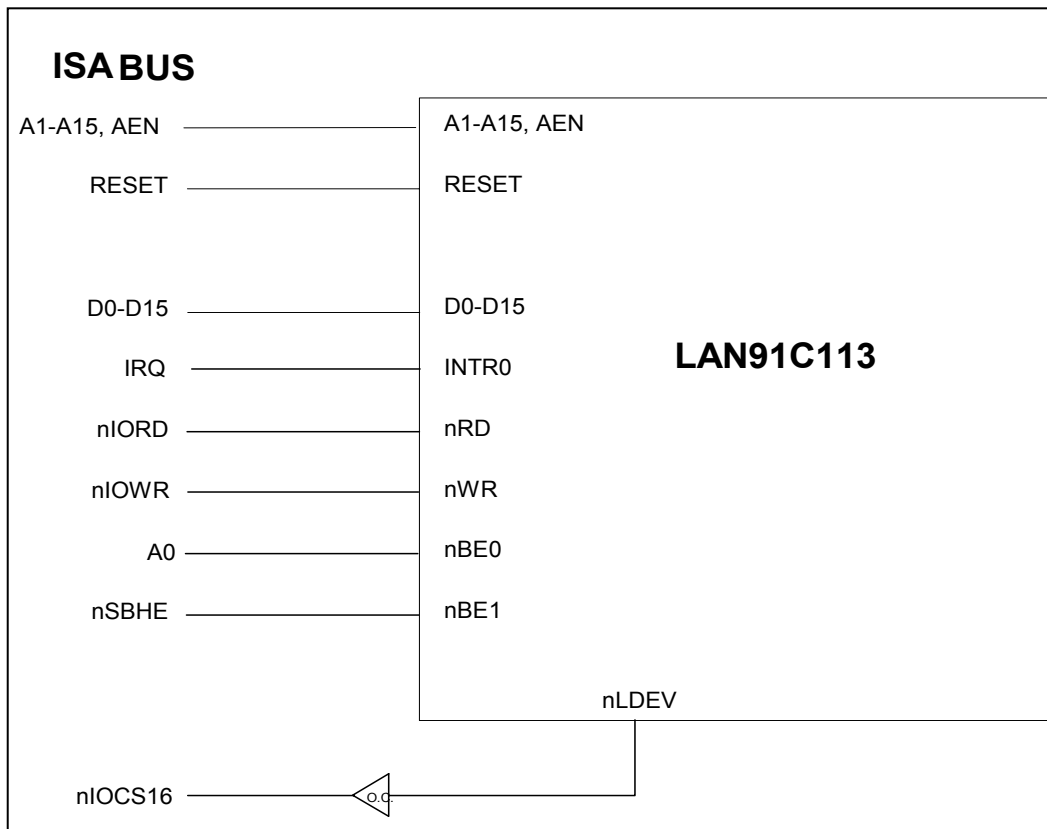 ISA BUS
A1-A15, AEN A1-A15, AEN
RESET RESET
D0-D15 D0-D15
IRQ INTR0
LAN91C113
nIORD nRD
nIOWR nWR
A0 nBE0
nSBHE nBE1
nLDEV
nIOCS16 O.C.